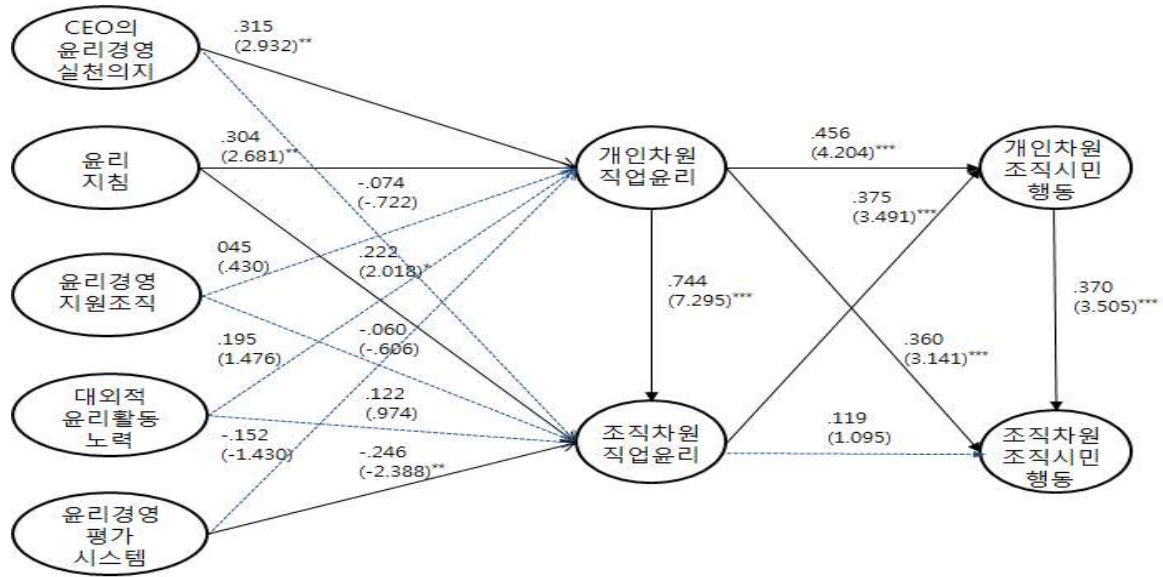 CEO의
윤리경영
실천의지
.315
(2.932)**
윤리
지침
.304
(2.681)**
-.074
(-.722)
개인차원
직업윤리
.456
(4.204)***
개인차원
조직시민
행동
.375
(3.491)***
윤리경영
지원조직
045
(.430)
.222
(2.018)*
.744
(7.295)***
.370
(3.505)***
.195
(1.476)
-.060
(-.606)
.360
(3.141)***
대외적
윤리활동
노력
.122
(.974)
조직차원
직업윤리
.119
(1.095)
조직차원
조직시민
행동
-.152
(-1.430)
-.246
(-2.388)**
윤리경영
평가
시스템